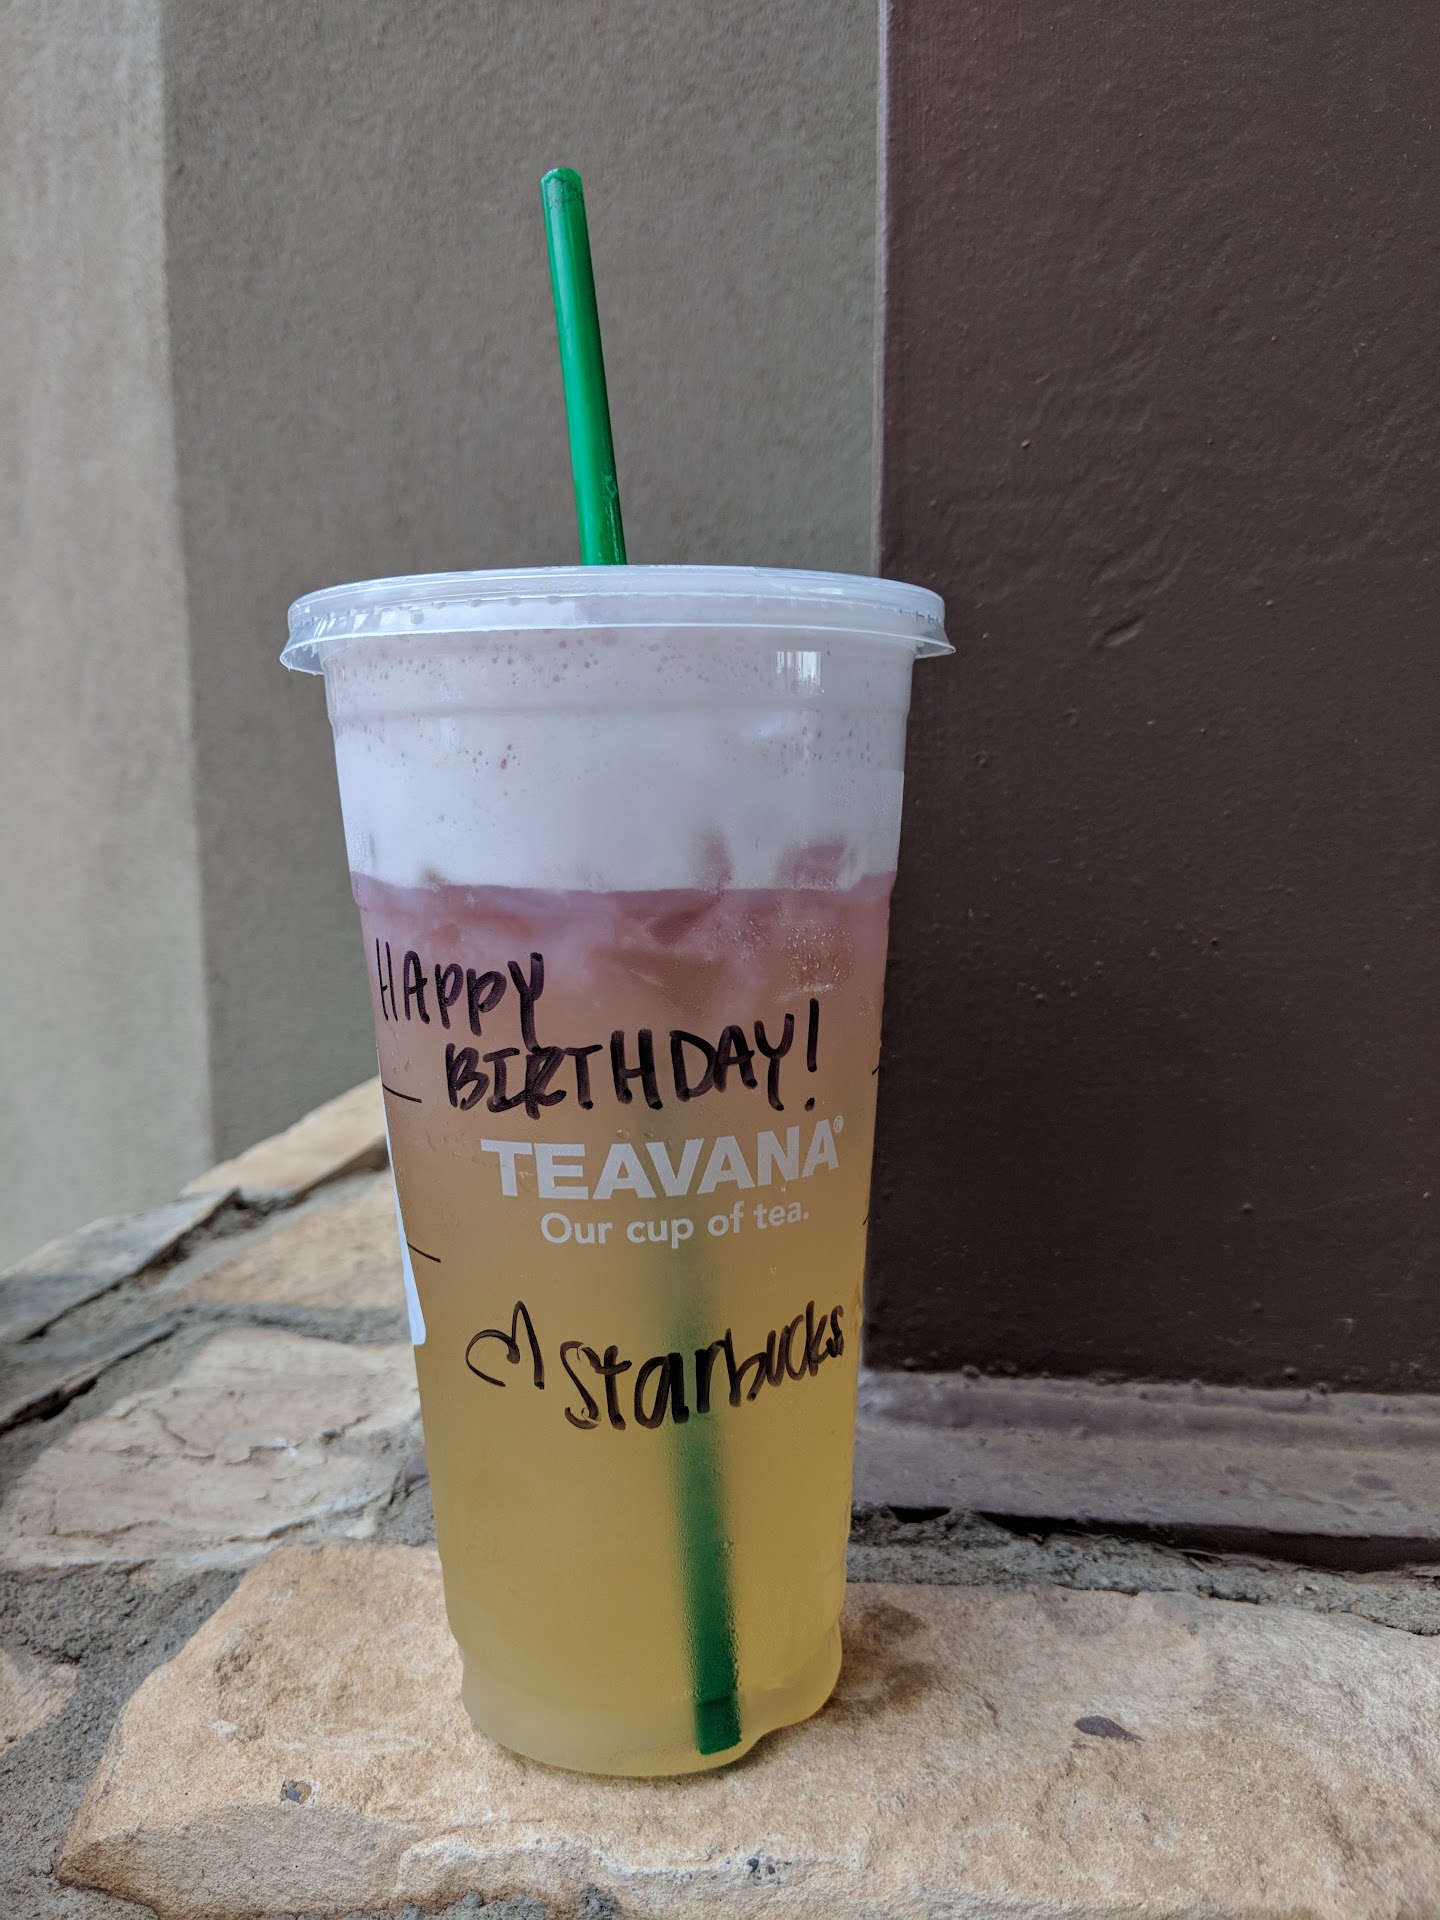 HAppy
BIRTHDAY!
TEAVANA®
Our cup of tea.
♡ starbucks